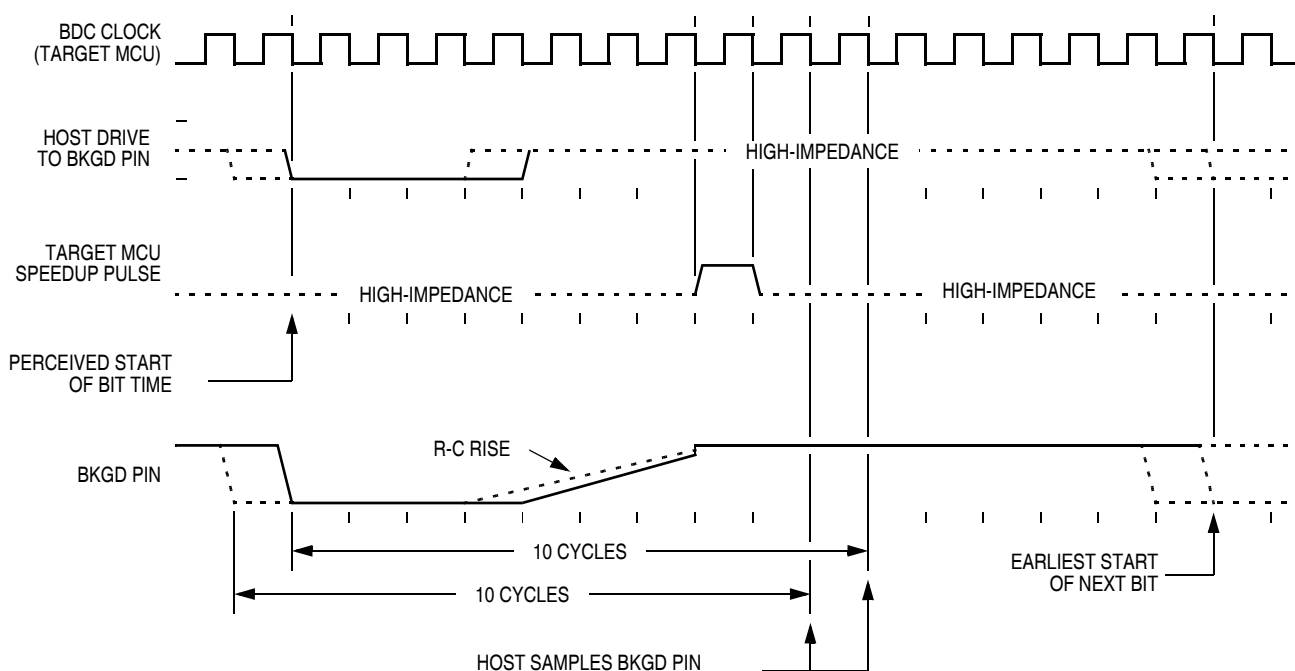 BDC CLOCK
(TARGET MCU)
HOST DRIVE
TO BKGD PIN
HIGH-IMPEDANCE
TARGET MCU
SPEEDUP PULSE
HIGH-IMPEDANCE
HIGH-IMPEDANCE
PERCEIVED START
OF BIT TIME
R-C RISE
BKGD PIN
10 CYCLES
EARLIEST START
OF NEXT BIT
10 CYCLES
HOST SAMPLES BKGD PIN